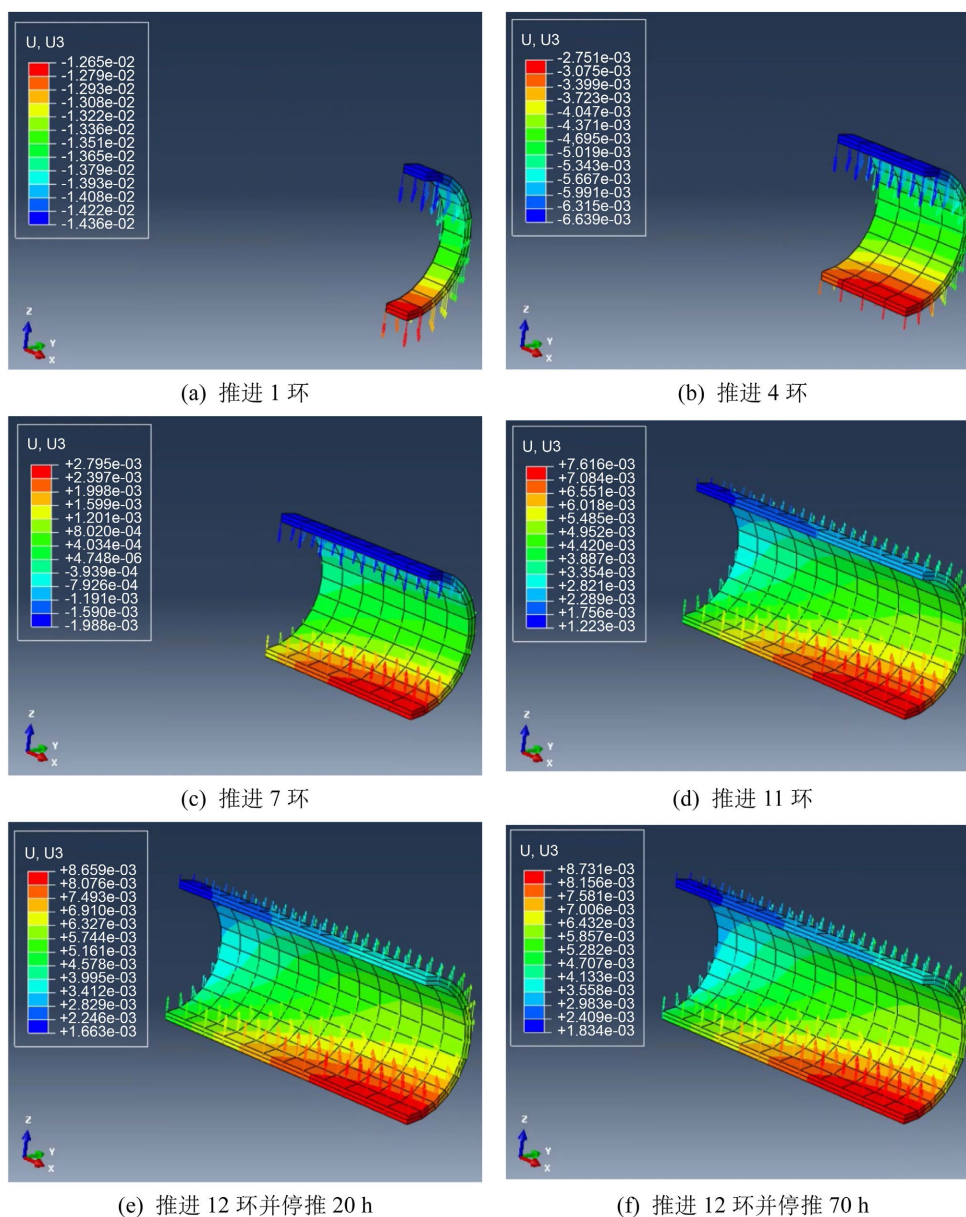 U, U3
-1.265e-02
-1.279e-02
-1.293e-02
-1.308e-02
-1.322e-02
-1.336e-02
-1.351e-02
-1.365e-02
-1.379e-02
-1.393e-02
-1.408e-02
-1.422e-02
-1.436e-02
Z
Y
X
(a) 推进 1 环
U, U3
-2.751e-03
-3.075e-03
-3.399e-03
-3.723e-03
-4.047e-03
-4.371e-03
-4.695e-03
-5.019e-03
-5.343e-03
-5.667e-03
-5.991e-03
-6.315e-03
-6.639e-03
Z
Y
X
(b) 推进 4 环
U, U3
+2.795e-03
+2.397e-03
+1.998e-03
+1.599e-03
+1.201e-03
+8.020e-04
+4.034e-04
+4.748e-06
-3.939e-04
-7.926e-04
-1.191e-03
-1.590e-03
-1.988e-03
Z
Y
X
(c) 推进 7 环
U, U3
+7.616e-03
+7.084e-03
+6.551e-03
+6.018e-03
+5.485e-03
+4.952e-03
+4.420e-03
+3.887e-03
+3.354e-03
+2.821e-03
+2.289e-03
+1.756e-03
+1.223e-03
Z
Y
X
(d) 推进 11 环
U, U3
+8.659e-03
+8.076e-03
+7.493e-03
+6.910e-03
+6.327e-03
+5.744e-03
+5.161e-03
+4.578e-03
+3.995e-03
+3.412e-03
+2.829e-03
+2.246e-03
+1.663e-03
Z
Y
X
(e) 推进 12 环并停推 20 h
U, U3
+8.731e-03
+8.156e-03
+7.581e-03
+7.006e-03
+6.432e-03
+5.857e-03
+5.282e-03
+4.707e-03
+4.133e-03
+3.558e-03
+2.983e-03
+2.409e-03
+1.834e-03
Z
Y
X
(f) 推进 12 环并停推 70 h